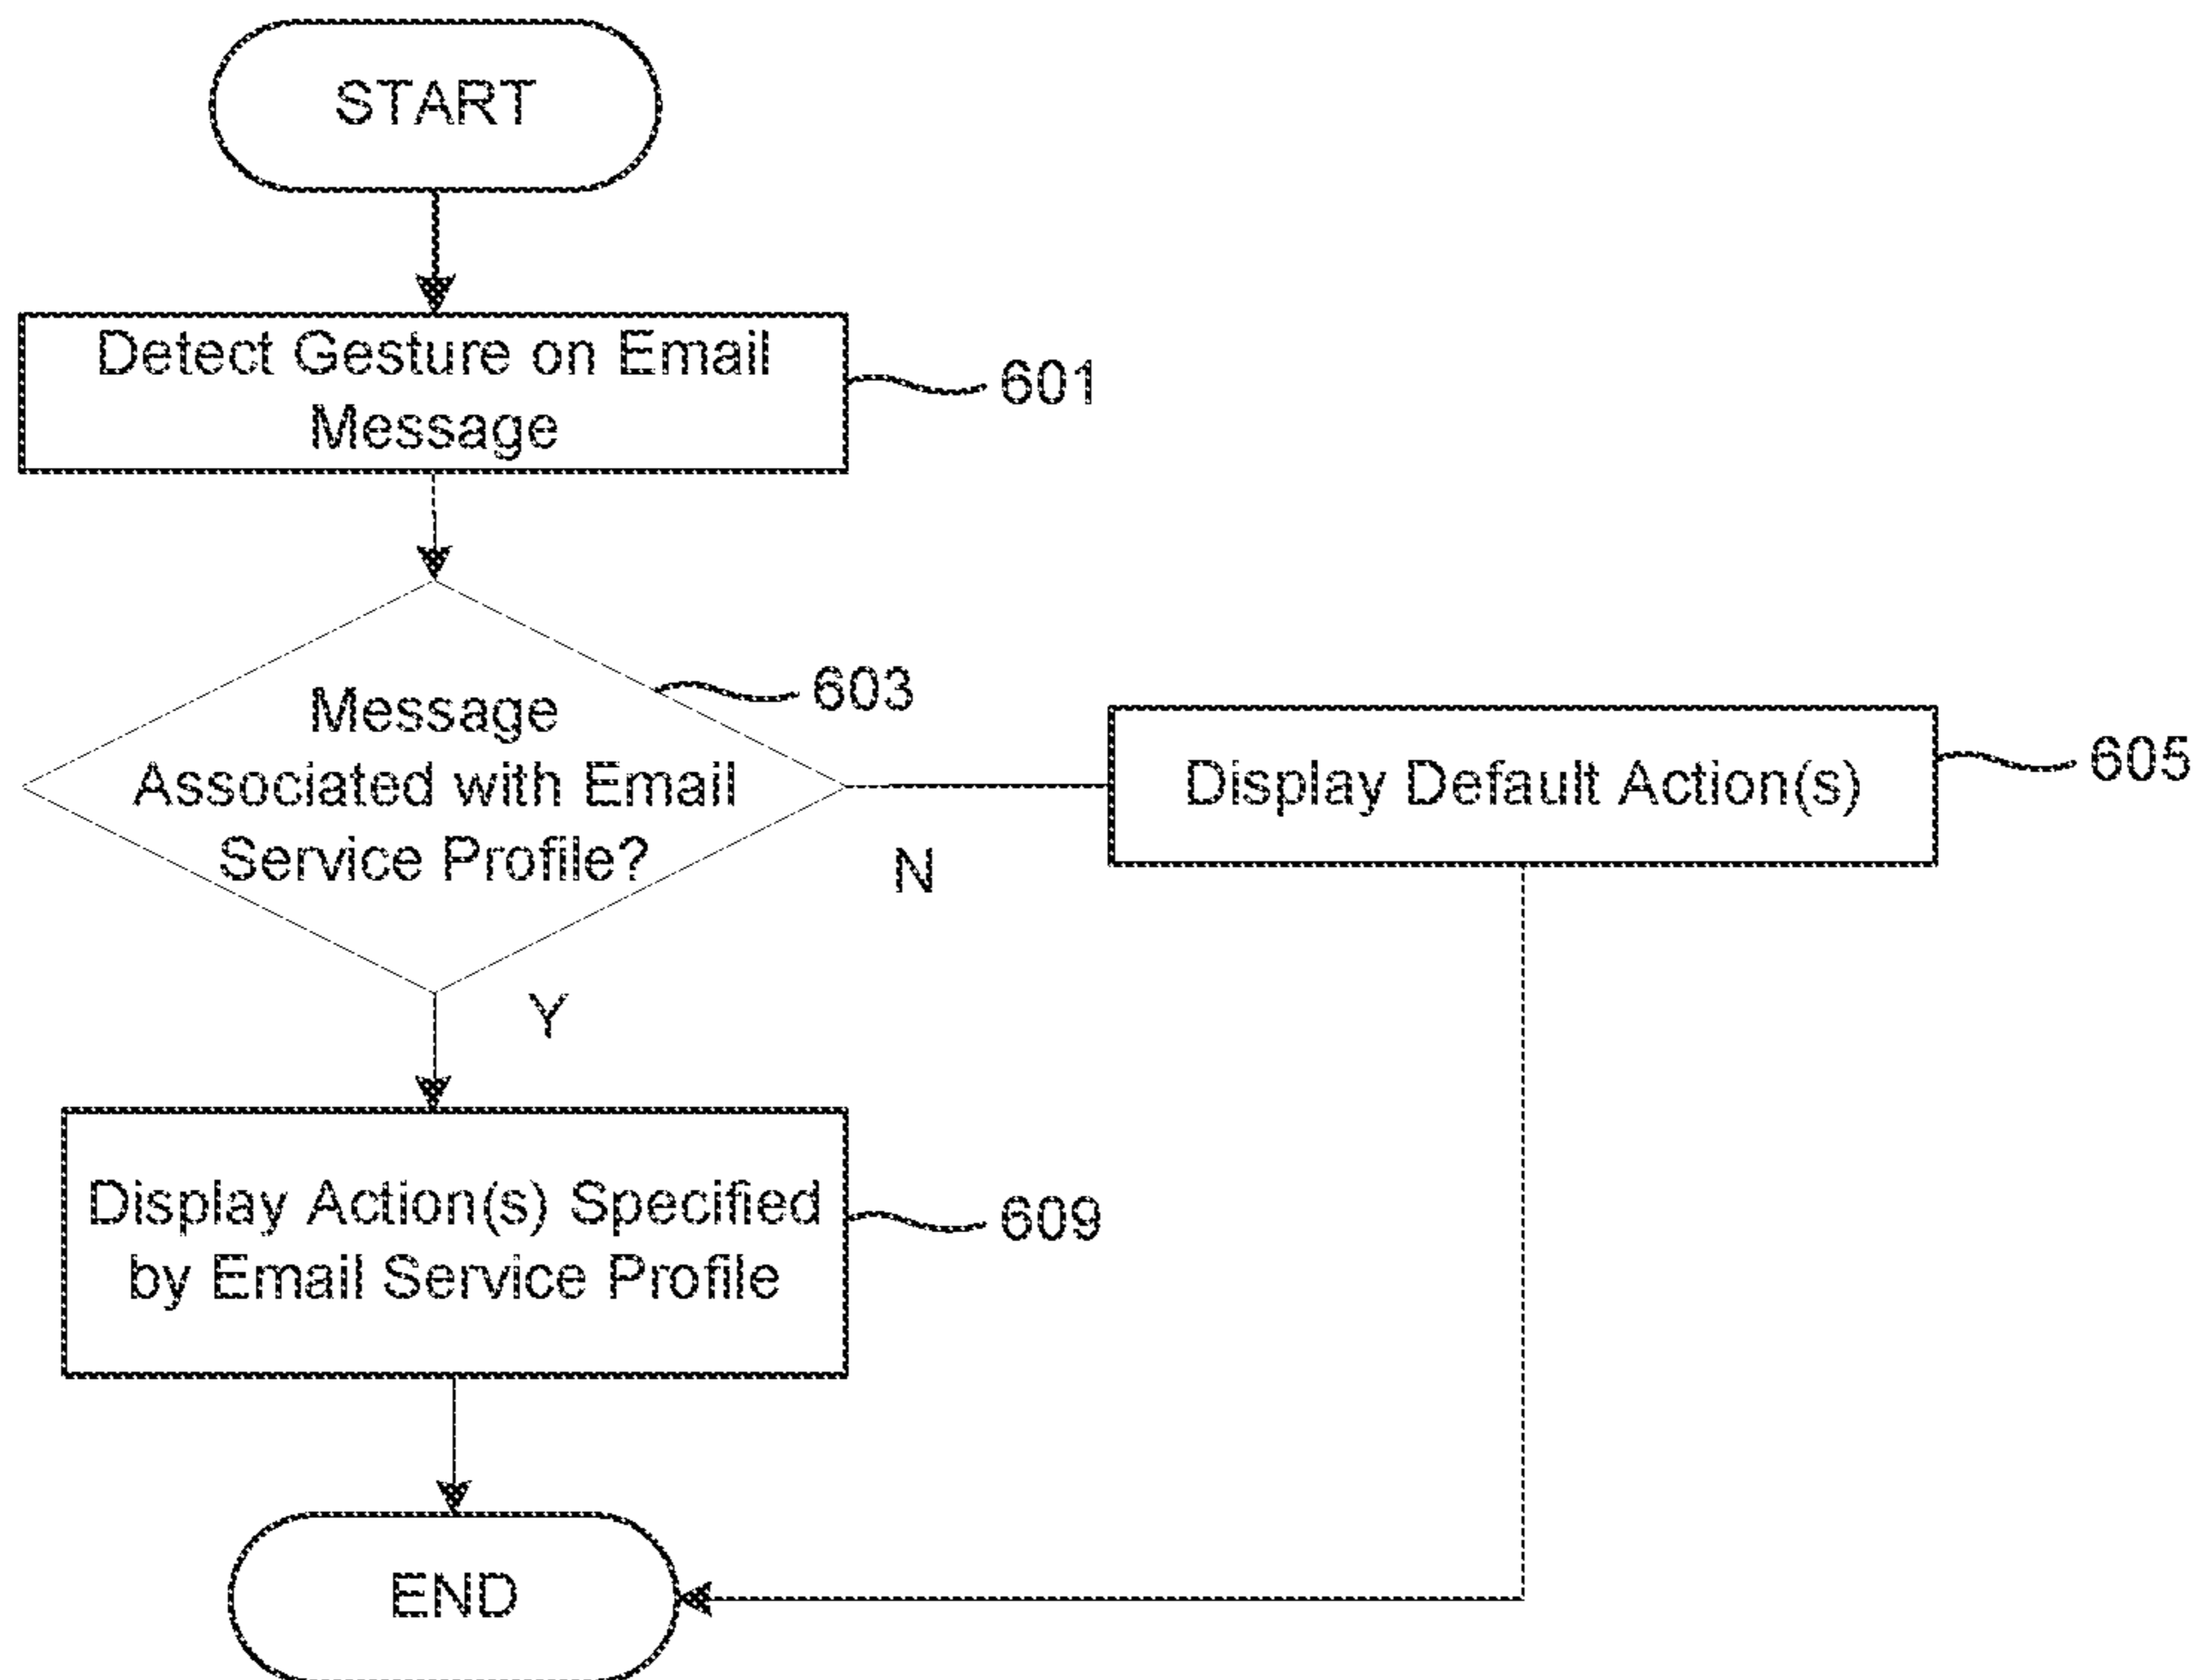 START
Detect Gesture on Email
Message
601
603
Message
Associated with Email
Service Profile?
N
Display Default Action(s)
605
Y
Display Action(s) Specified
by Email Service Profile
609
END